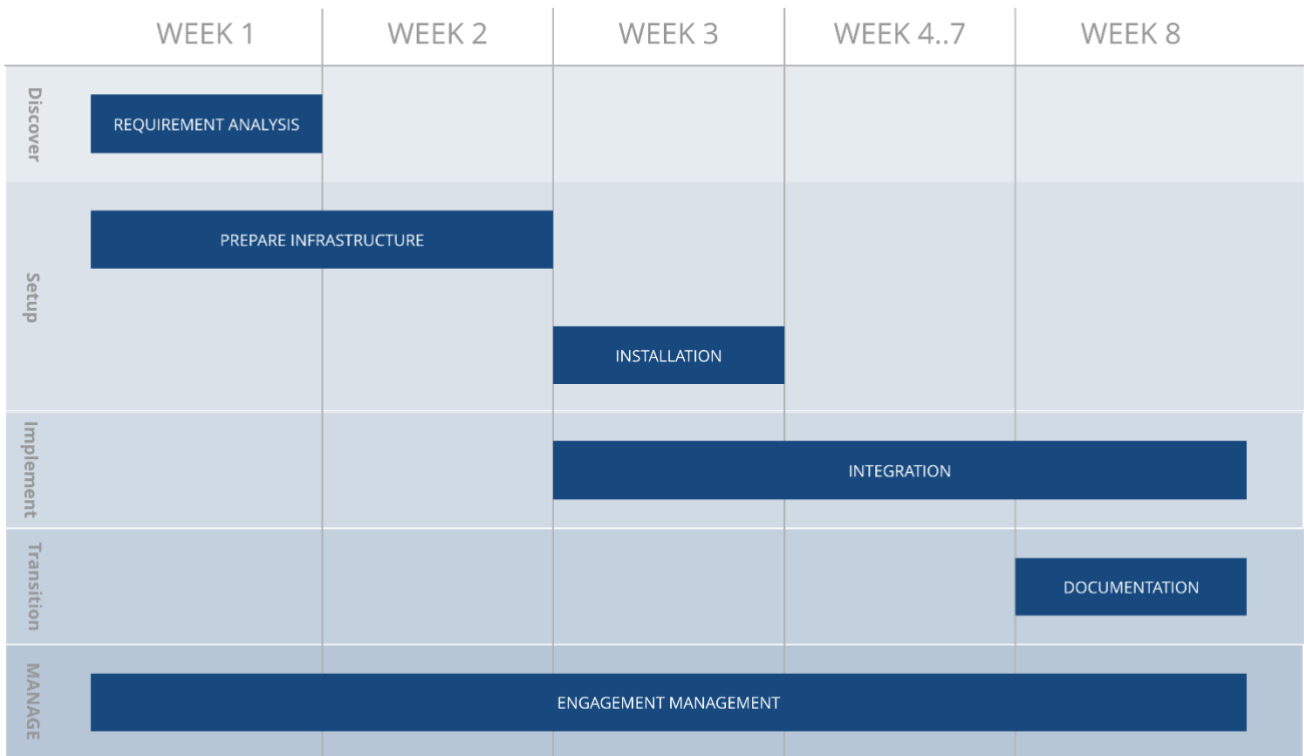 WEEK 1
WEEK 2
WEEK 3
WEEK 4..7
WEEK 8
Discover
REQUIREMENT ANALYSIS
Setup
PREPARE INFRASTRUCTURE
INSTALLATION
Implement
INTEGRATION
Transition
DOCUMENTATION
MANAGE
ENGAGEMENT MANAGEMENT